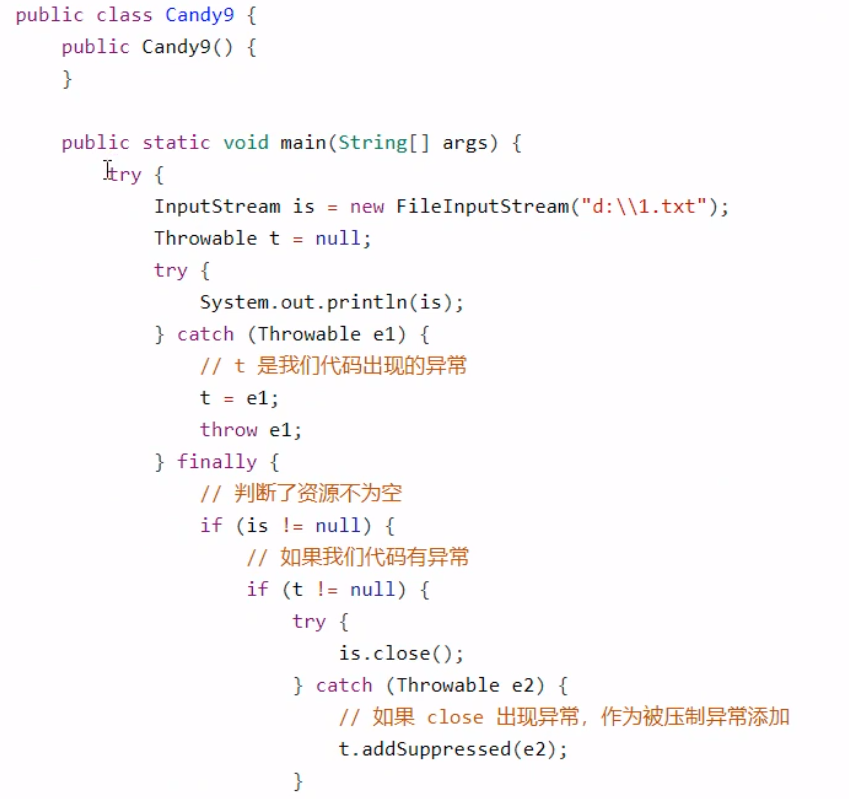 public class Candy9 {
    public Candy9() {
    }

    public static void main(String[] args) {
        try {
            InputStream is = new FileInputStream("d:\\1.txt");
            Throwable t = null;
            try {
                System.out.println(is);
            } catch (Throwable e1) {
                // t 是我们代码出现的异常
                t = e1;
                throw e1;
            } finally {
                // 判断了资源不为空
                if (is != null) {
                    // 如果我们代码有异常
                    if (t != null) {
                        try {
                            is.close();
                        } catch (Throwable e2) {
                            // 如果 close 出现异常，作为被压制异常添加
                            t.addSuppressed(e2);
                        }